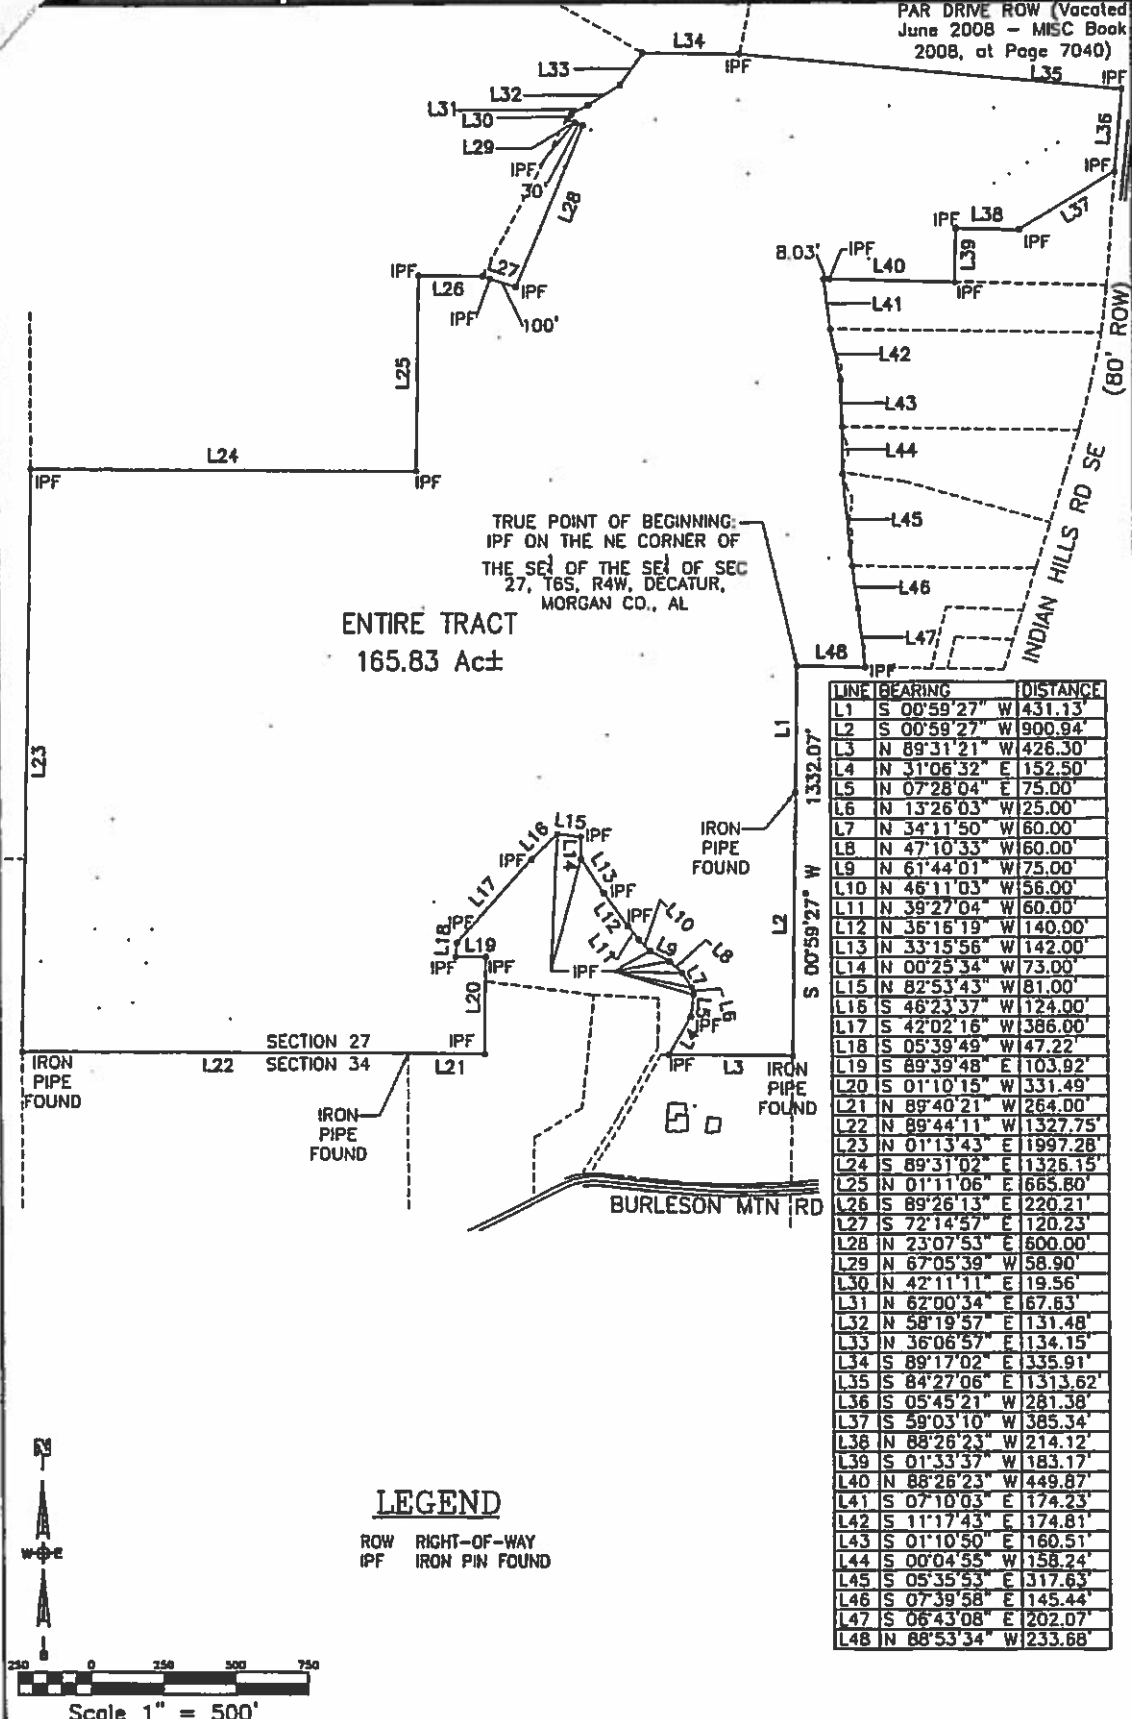 PAR DRIVE ROW (Vacated
June 2008 - MISC Book
2008, at Page 7040)
L34
L33
IPF
L35
IPF
L32
L31
L30
L36
L29
IPF
IPF
30'
L28
L37
IPF
L38
IPF
8.03'
IPF
L39
L40
IPF
L27
IPF
L26
IPF
IPF
100'
L41
(80' ROW)
L42
L25
L43
L44
L24
IPF
IPF
INDIAN HILLS RD SE
L45
TRUE POINT OF BEGINNING:
IPF ON THE NE CORNER OF
THE SE¼ OF THE SE¼ OF SEC
27, T6S, R4W, DECATUR,
MORGAN CO., AL
L46
ENTIRE TRACT
165.83 Ac±
L47
L48
IPF
L1
1332.07'
L23
IRON
PIPE
FOUND
L15
L16
IPF
L14
IPF
L13
IPF
L17
L10
IPF
L12
L2
S 00°59'27" W
L11
IPF
L18
L19
L9
L8
IPF
IPF
IPF
L7
L20
L6
L5
IPF
L4
SECTION 27
IPF
IRON
PIPE
FOUND
L22
SECTION 34
L21
IPF
L3
IRON
PIPE
FOUND
IRON
PIPE
FOUND
BURLESON MTN RD
LINE BEARING DISTANCE
L1 S 00°59'27" W 431.13'
L2 S 00°59'27" W 900.94'
L3 N 89°31'21" W 426.30'
L4 N 31°06'32" E 152.50'
L5 N 07°28'04" E 75.00'
L6 N 13°26'03" W 25.00'
L7 N 34°11'50" W 60.00'
L8 N 47°10'33" W 60.00'
L9 N 61°44'01" W 75.00'
L10 N 46°11'03" W 56.00'
L11 N 39°27'04" W 60.00'
L12 N 36°16'19" W 140.00'
L13 N 33°15'56" W 142.00'
L14 N 00°25'34" W 73.00'
L15 N 82°53'43" W 81.00'
L16 S 46°23'37" W 124.00'
L17 S 42°02'16" W 386.00'
L18 S 05°39'49" W 47.22'
L19 S 89°39'48" E 103.92'
L20 S 01°10'15" W 331.49'
L21 N 89°40'21" W 264.00'
L22 N 89°44'11" W 1327.75'
L23 N 01°13'43" E 1997.28'
L24 S 89°31'02" E 1326.15'
L25 N 01°11'06" E 665.80'
L26 S 89°26'13" E 220.21'
L27 S 72°14'57" E 120.23'
L28 N 23°07'53" E 600.00'
L29 N 67°05'39" W 58.90'
L30 N 42°11'11" E 19.56'
L31 N 62°00'34" E 67.63'
L32 N 58°19'57" E 131.48'
L33 N 36°06'57" E 134.15'
L34 S 89°17'02" E 335.91'
L35 S 84°27'06" E 1313.62'
L36 S 05°45'21" W 281.38'
L37 S 59°03'10" W 385.34'
L38 N 88°26'23" W 214.12'
L39 S 01°33'37" W 183.17'
L40 N 88°26'23" W 449.87'
L41 S 07°10'03" E 174.23'
L42 S 11°17'43" E 174.81'
L43 S 01°10'50" E 160.51'
L44 S 00°04'55" W 158.24'
L45 S 05°35'53" E 317.63'
L46 S 07°39'58" E 145.44'
L47 S 06°43'08" E 202.07'
L48 N 88°53'34" W 233.68'
N
W E
S
LEGEND
ROW RIGHT-OF-WAY
IPF IRON PIN FOUND
250 0 250 500 750
Scale 1" = 500'